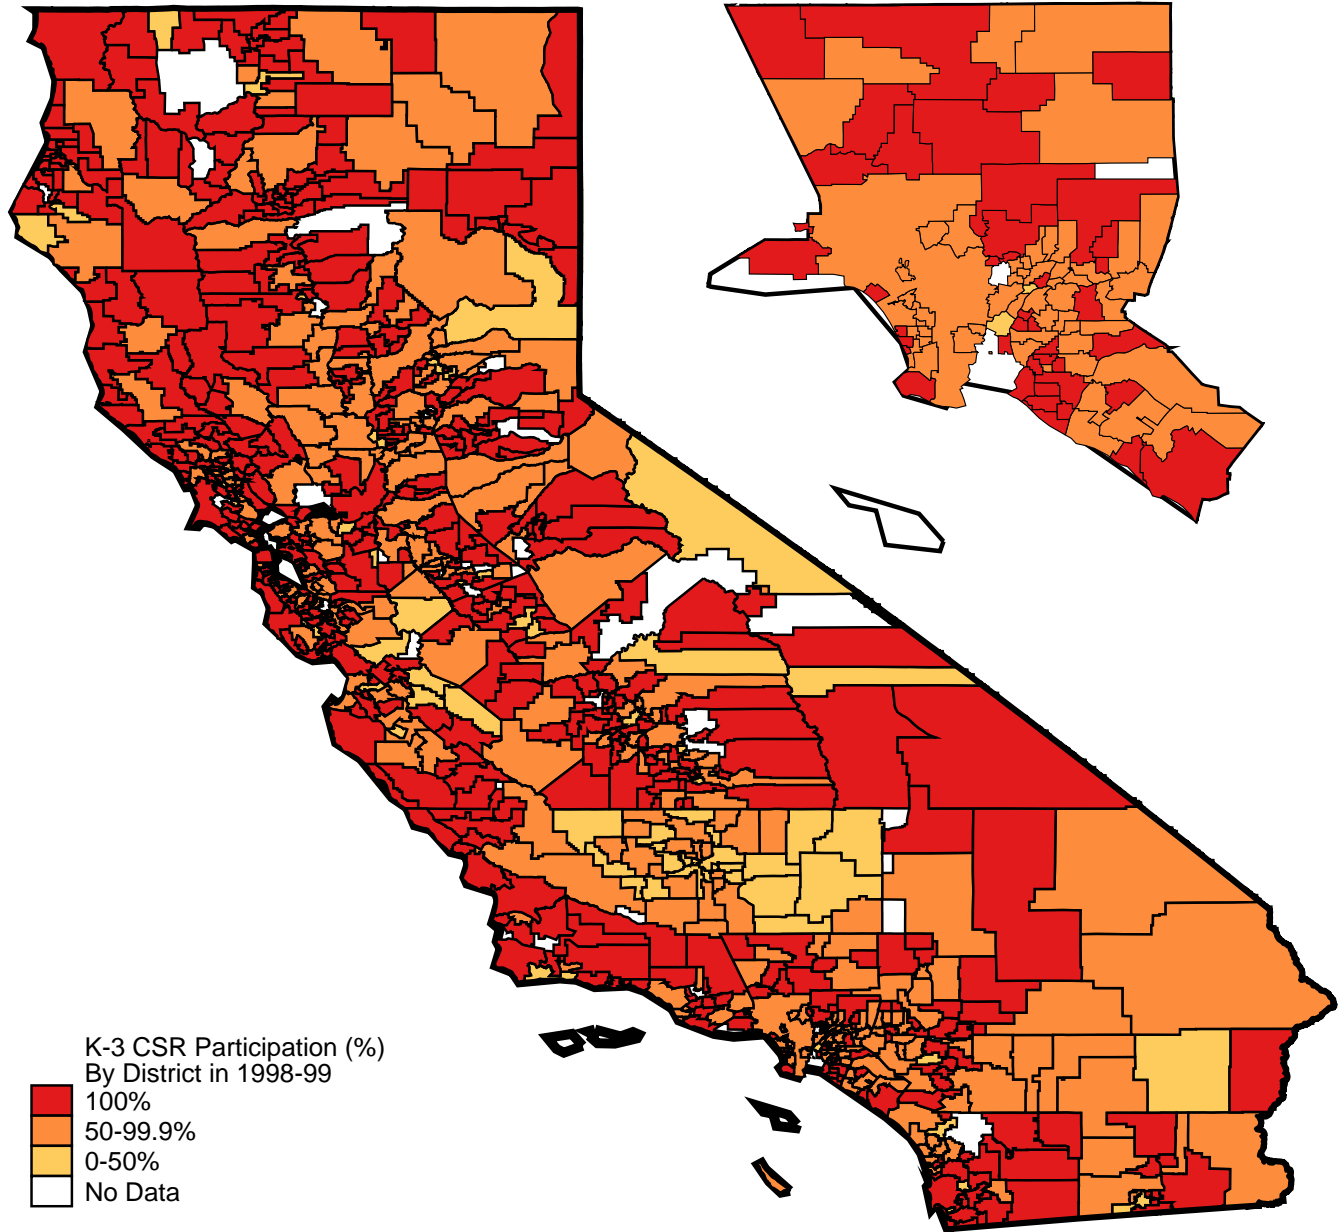 K-3 CSR Participation (%)
By District in 1998-99
100%
50-99.9%
0-50%
No Data